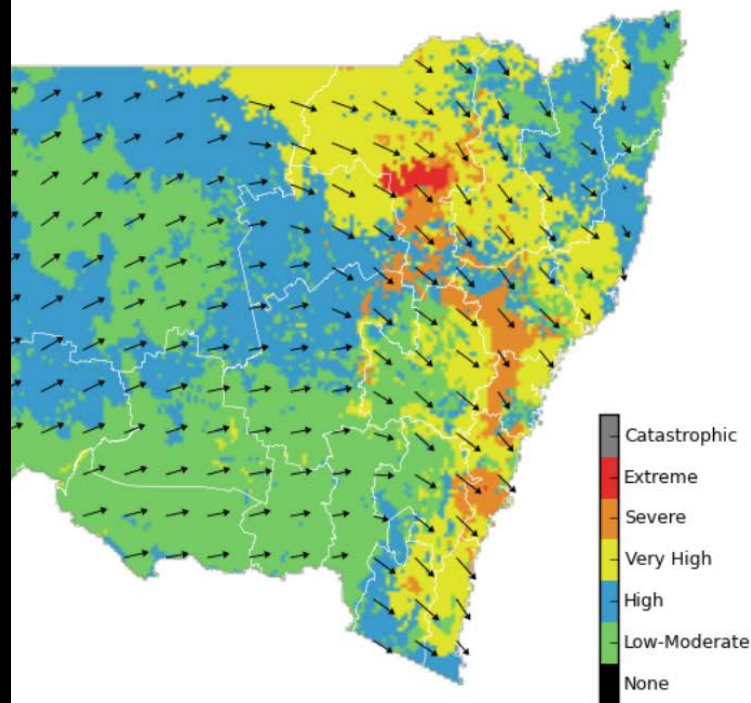 Catastrophic
Extreme
Severe
Very High
High
Low-Moderate
None